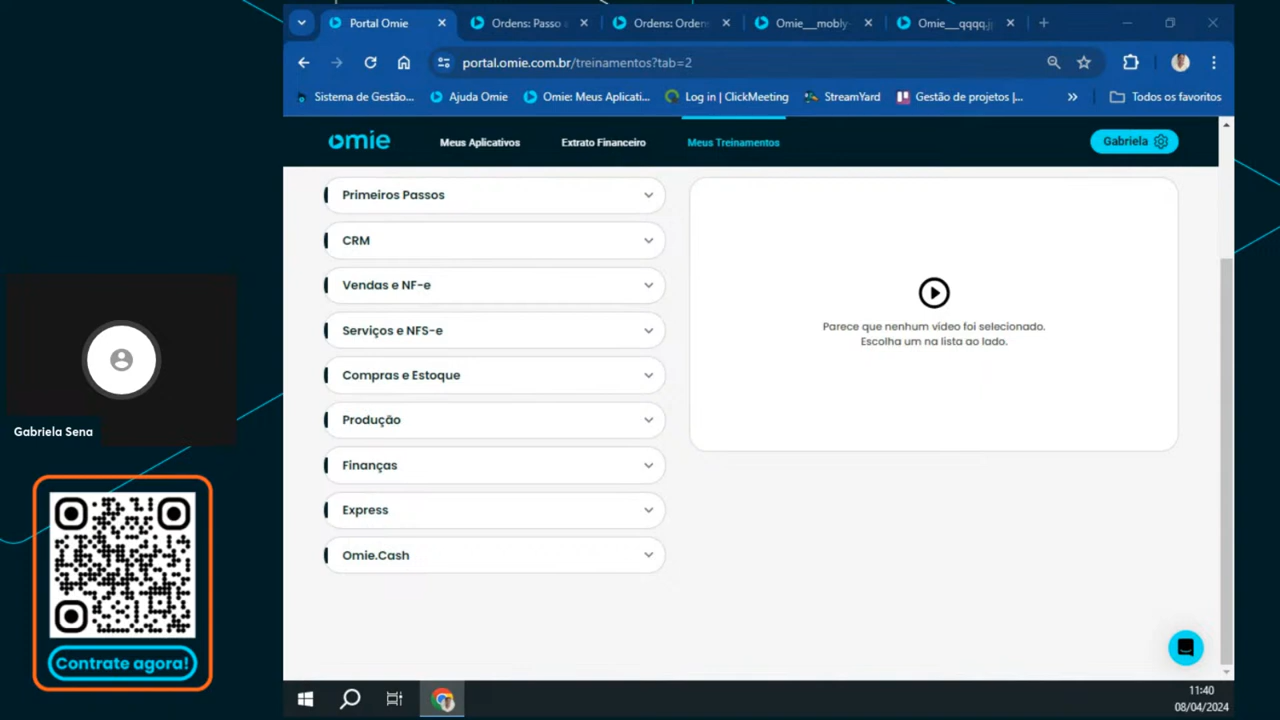 Portal Omie
Ordens: Passo
Ordens: Ordem
Omie__mobly
Omie__qqqq.j
portal.omie.com.br/treinamentos?tab=2
Sistema de Gestão...
Ajuda Omie
Omie: Meus Aplicati...
Log in | ClickMeeting
StreamYard
Gestão de projetos |...
Todos os favoritos
omie
Meus Aplicativos
Extrato Financeiro
Meus Treinamentos
Gabriela
Primeiros Passos
CRM
Vendas e NF-e
Serviços e NFS-e
Compras e Estoque
Produção
Finanças
Express
Omie.Cash
Parece que nenhum vídeo foi selecionado.
Escolha um na lista ao lado.
Gabriela Sena
Contrate agora!
11:40
08/04/2024